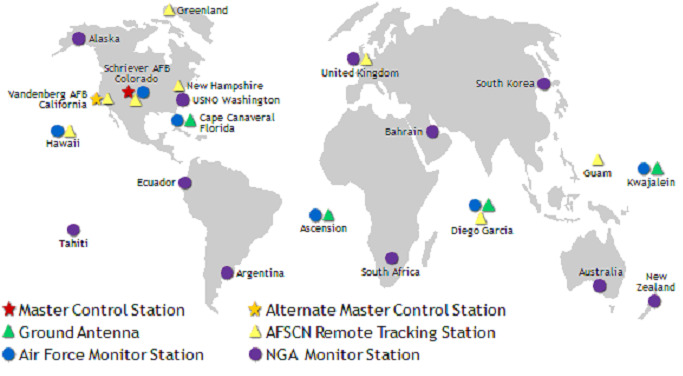 Greenland
Alaska
Schriever AFB
Colorado
Vandenberg AFB
California
New Hampshire
USNO Washington
Cape Canaveral
Florida
Hawaii
United Kingdom
South Korea
Bahrain
Ecuador
Guam
Kwajalein
Tahiti
Ascension
Diego Garcia
Argentina
South Africa
Australia
New
Zealand
Master Control Station
Alternate Master Control Station
Ground Antenna
AFSCN Remote Tracking Station
Air Force Monitor Station
NGA Monitor Station